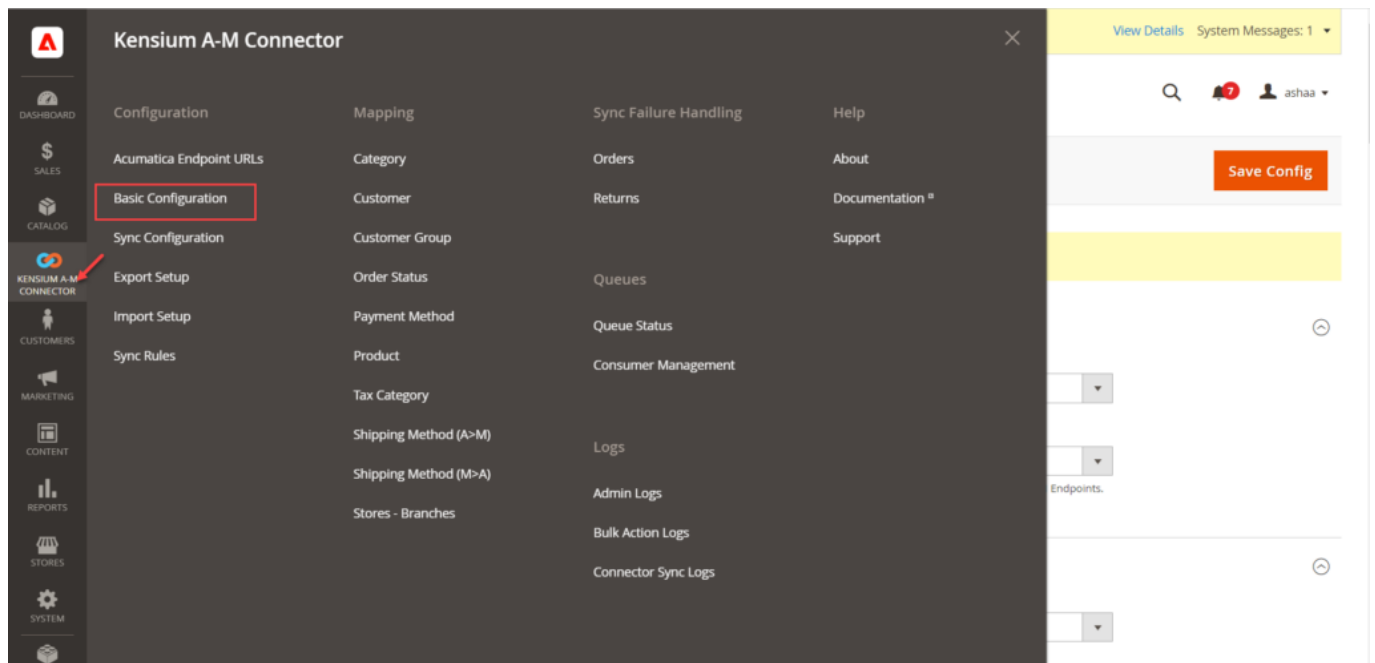 Kensium A-M Connector
View Details System Messages: 1
7
ashaa
Save Config
DASHBOARD
SALES
CATALOG
KENSIUM A-M
CONNECTOR
CUSTOMERS
MARKETING
CONTENT
REPORTS
STORES
SYSTEM
Configuration
Acumatica Endpoint URLs
Basic Configuration
Sync Configuration
Export Setup
Import Setup
Sync Rules
Mapping
Category
Customer
Customer Group
Order Status
Payment Method
Product
Tax Category
Shipping Method (A>M)
Shipping Method (M>A)
Stores - Branches
Sync Failure Handling
Orders
Returns
Queues
Queue Status
Consumer Management
Logs
Admin Logs
Bulk Action Logs
Connector Sync Logs
Help
About
Documentation
Support
Endpoints.